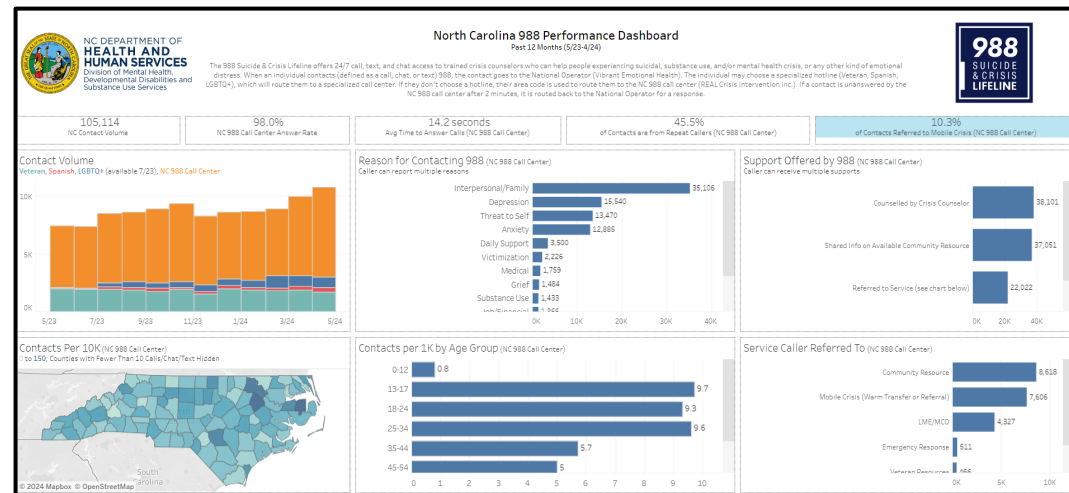 NC DEPARTMENT OF
HEALTH AND
HUMAN SERVICES
Division of Mental Health,
Developmental Disabilities and
Substance Use Services
North Carolina 988 Performance Dashboard
Past 12 Months (5/23-4/24)
The 988 Suicide & Crisis Lifeline offers 24/7 call, text, and chat access to trained crisis counselors who can help people experiencing suicidal, substance use, and/or mental health crisis, or any other kind of emotional
distress. When an individual contacts (defined as a call, chat, or text) 988, the contact goes to the National Operator (Vibrant Emotional Health). The individual may choose a specialized hotline (Veteran, Spanish,
LGBTQ+), which will route them to a specialized call center. If they don't choose a hotline, their area code is used to route them to the NC 988 call center (REAL Crisis Intervention Inc.). If a contact is unanswered by the
NC 988 call center after 2 minutes, it is routed back to the National Operator for a response.
988
SUICIDE
& CRISIS
LIFELINE
105,114
NC Contact Volume
98.0%
NC 988 Call Center Answer Rate
14.2 seconds
Avg Time to Answer Calls (NC 988 Call Center)
45.5%
of Contacts are from Repeat Callers (NC 988 Call Center)
10.3%
of Contacts Referred to Mobile Crisis (NC 988 Call Center)
Contact Volume
Veteran, Spanish, LGBTQ+ (available 7/23), NC 988 Call Center
10K
5K
0K
5/23 7/23 9/23 11/23 1/24 3/24 5/24
Reason for Contacting 988 (NC 988 Call Center)
Caller can report multiple reasons
Interpersonal/Family 35,106
Depression 15,540
Threat to Self 13,470
Anxiety 12,885
Daily Support 3,500
Victimization 2,226
Medical 1,759
Grief 1,484
Substance Use 1,433
Job/Financial 1,266
0K 10K 20K 30K 40K
Support Offered by 988 (NC 988 Call Center)
Caller can receive multiple supports
Counselled by Crisis Counselor 38,101
Shared Info on Available Community Resource 37,051
Referred to Service (see chart below) 22,022
0K 20K 40K
Contacts Per 10K (NC 988 Call Center)
0 to 150; Counties with Fewer Than 10 Calls/Chat/Text Hidden
South
Carolina
© 2024 Mapbox © OpenStreetMap
Contacts per 1K by Age Group (NC 988 Call Center)
0-12 0.8
13-17 9.7
18-24 9.3
25-34 9.6
35-44 5.7
45-54 5
0 1 2 3 4 5 6 7 8 9 10
Service Caller Referred To (NC 988 Call Center)
Community Resource 8,618
Mobile Crisis (Warm Transfer or Referral) 7,606
LME/MCO 4,327
Emergency Response 511
Veteran Resources 466
0K 5K 10K